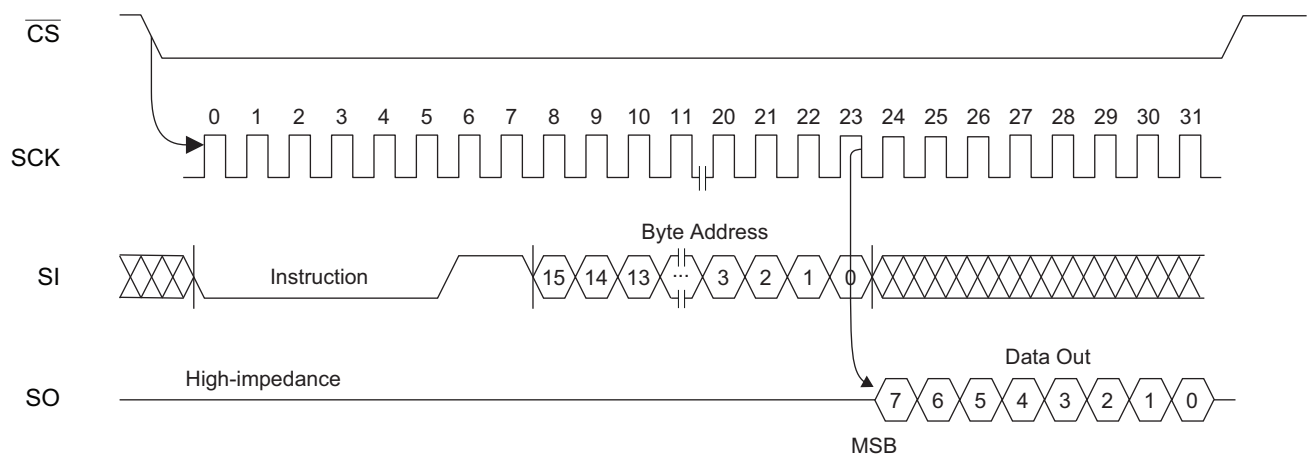 CS
0 1 2 3 4 5 6 7 8 9 10 11 20 21 22 23 24 25 26 27 28 29 30 31
SCK
Byte Address
SI Instruction 15 14 13 ... 3 2 1 0
High-impedance Data Out
SO 7 6 5 4 3 2 1 0
MSB